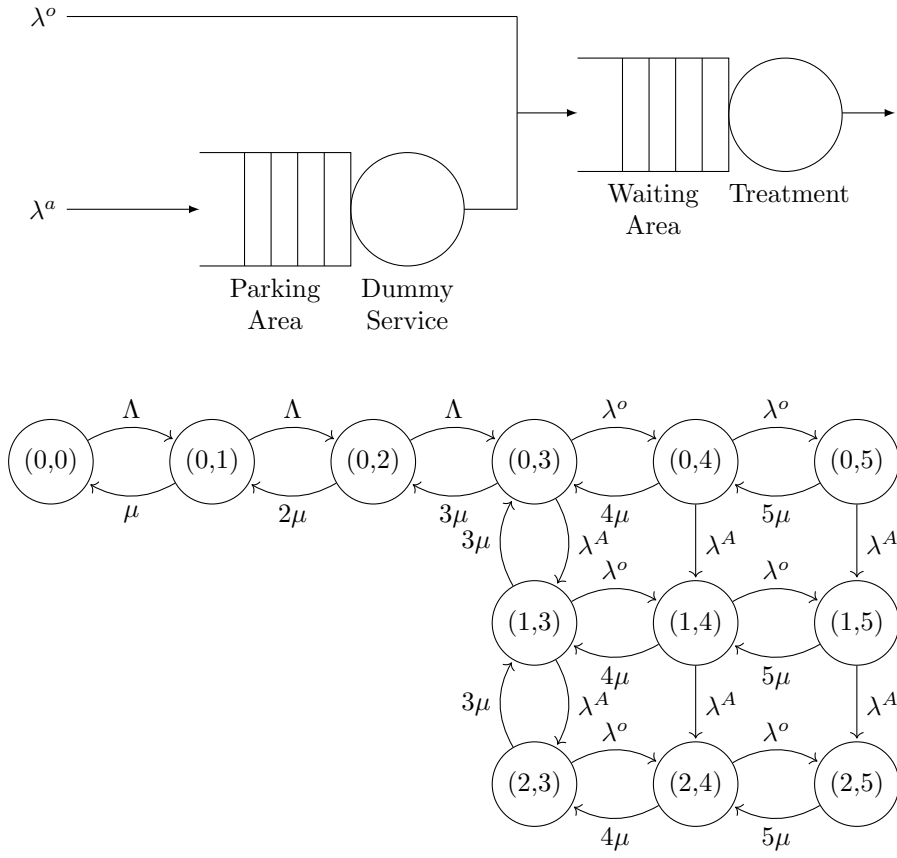 λ^o
λ^a
Waiting Area
Treatment
Parking Area
Dummy Service
Λ Λ Λ λ^o λ^o
(0,0) (0,1) (0,2) (0,3) (0,4) (0,5)
μ 2μ 3μ 4μ 5μ
3μ λ^A λ^A λ^A
λ^o λ^o
(1,3) (1,4) (1,5)
4μ 5μ
3μ λ^A λ^A λ^A
λ^o λ^o
(2,3) (2,4) (2,5)
4μ 5μ